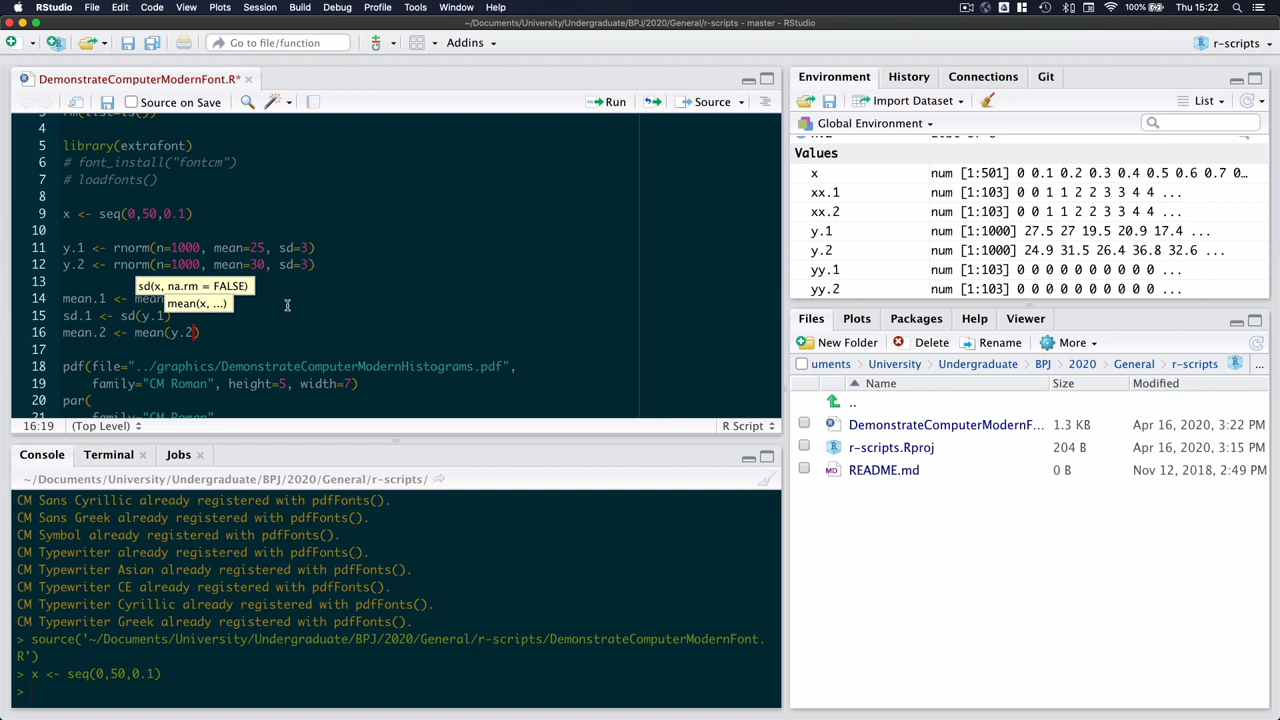 RStudio File Edit Code View Plots Session Build Debug Profile Tools Window Help 100% Thu 15:22
~/Documents/University/Undergraduate/BPJ/2020/General/r-scripts - master - RStudio
Go to file/function Addins r-scripts
DemonstrateComputerModernFont.R*
Source on Save Run Source
3 rm(list=ls())
4
5 library(extrafont)
6 # font_install("fontcm")
7 # loadfonts()
8
9 x <- seq(0,50,0.1)
10
11 y.1 <- rnorm(n=1000, mean=25, sd=3)
12 y.2 <- rnorm(n=1000, mean=30, sd=3)
13
sd(x, na.rm = FALSE)
14 mean.1 <- mean
mean(x, ...)
15 sd.1 <- sd(y.1)
16 mean.2 <- mean(y.2)
17
18 pdf(file="../graphics/DemonstrateComputerModernHistograms.pdf",
19 family="CM Roman", height=5, width=7)
20 par(
21 family="CM Roman"
16:19 (Top Level) R Script
Console Terminal Jobs
~/Documents/University/Undergraduate/BPJ/2020/General/r-scripts/
CM Sans Cyrillic already registered with pdfFonts().
CM Sans Greek already registered with pdfFonts().
CM Symbol already registered with pdfFonts().
CM Typewriter already registered with pdfFonts().
CM Typewriter Asian already registered with pdfFonts().
CM Typewriter CE already registered with pdfFonts().
CM Typewriter Cyrillic already registered with pdfFonts().
CM Typewriter Greek already registered with pdfFonts().
> source('~/Documents/University/Undergraduate/BPJ/2020/General/r-scripts/DemonstrateComputerModernFont.
R')
> x <- seq(0,50,0.1)
>
Environment History Connections Git
Import Dataset List
Global Environment
Values
x num [1:501] 0 0.1 0.2 0.3 0.4 0.5 0.6 0.7 0…
xx.1 num [1:103] 0 0 1 1 2 2 3 3 4 4 ...
xx.2 num [1:103] 0 0 1 1 2 2 3 3 4 4 ...
y.1 num [1:1000] 27.5 27 19.5 20.9 17.4 ...
y.2 num [1:1000] 24.9 31.5 26.4 36.8 32.6 ...
yy.1 num [1:103] 0 0 0 0 0 0 0 0 0 0 ...
yy.2 num [1:103] 0 0 0 0 0 0 0 0 0 0 ...
Files Plots Packages Help Viewer
New Folder Delete Rename More
uments University Undergraduate BPJ 2020 General r-scripts ...
Name Size Modified
..
DemonstrateComputerModernF... 1.3 KB Apr 16, 2020, 3:22 PM
r-scripts.Rproj 204 B Apr 16, 2020, 3:15 PM
README.md 0 B Nov 12, 2018, 2:49 PM